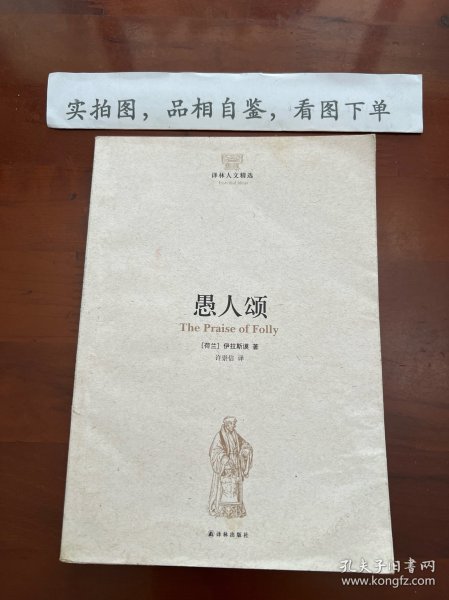 实拍图，品相自鉴，看图下单
译林人文精选
愚人颂
The Praise of Folly
［荷兰］伊拉斯谟 著
许崇信 译
译林出版社
孔夫子旧书网
www.kongfz.com